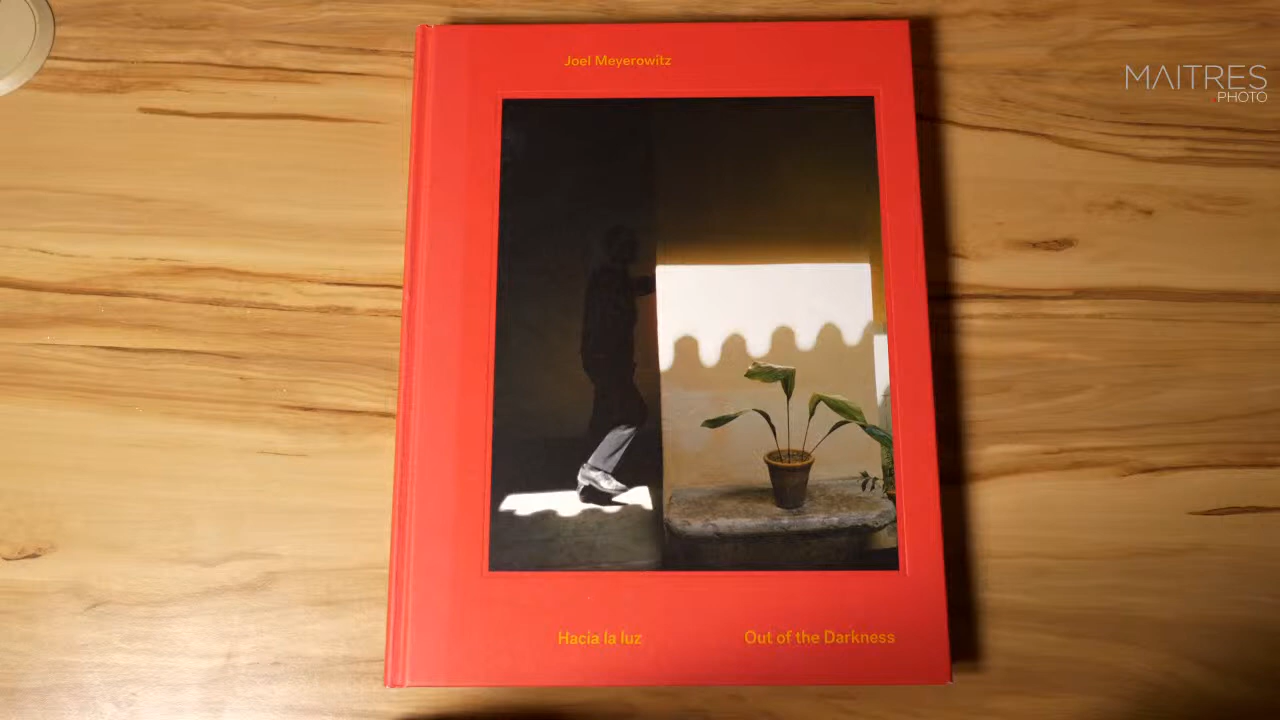 Joel Meyerowitz
MAITRES
.PHOTO
Hacia la luz
Out of the Darkness